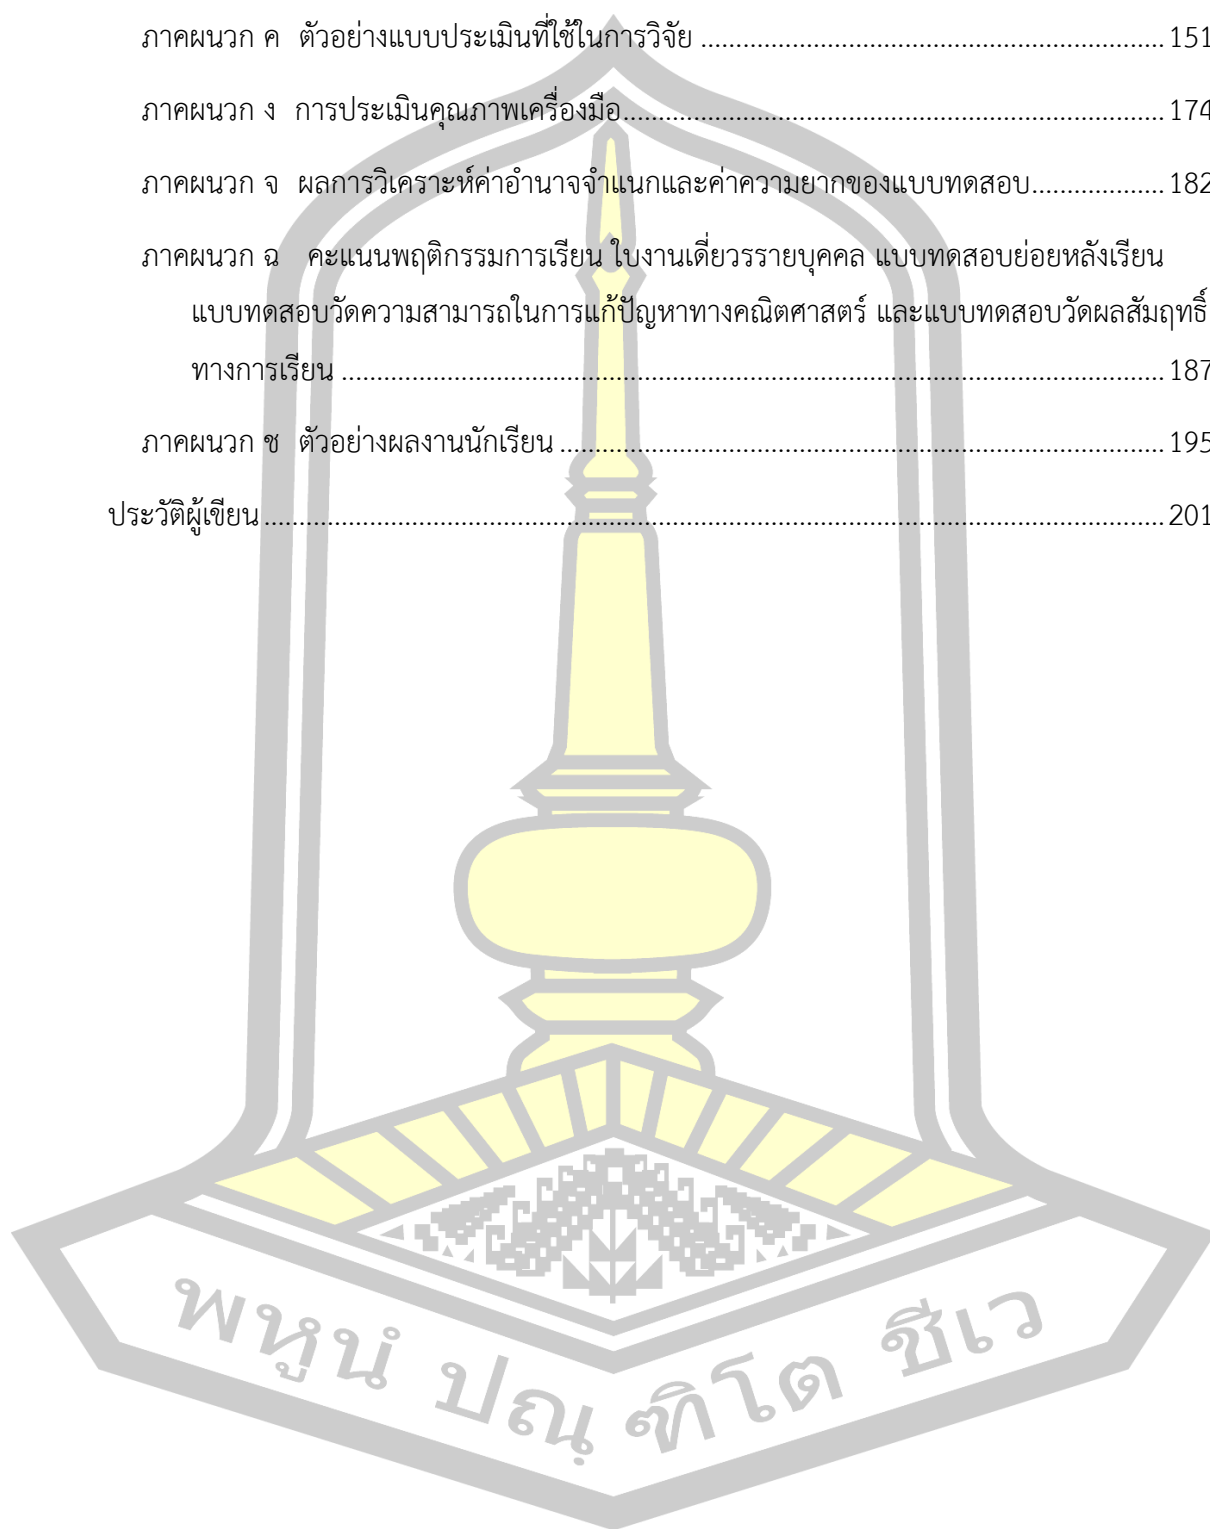 ภาคผนวก ค ตัวอย่างแบบประเมินที่ใช้ในการวิจัย ........................................................................ 151
ภาคผนวก ง การประเมินคุณภาพเครื่องมือ.................................................................................... 174
ภาคผนวก จ ผลการวิเคราะห์ค่าอำนาจจำแนกและค่าความยากของแบบทดสอบ..................... 182
ภาคผนวก ฉ คะแนนพฤติกรรมการเรียน ใบงานเดี่ยวรรายบุคคล แบบทดสอบย่อยหลังเรียน
แบบทดสอบวัดความสามารถในการแก้ปัญหาทางคณิตศาสตร์ และแบบทดสอบวัดผลสัมฤทธิ์
ทางการเรียน ................................................................................................................................ 187
ภาคผนวก ช ตัวอย่างผลงานนักเรียน .............................................................................................. 195
ประวัติผู้เขียน ............................................................................................................................................ 201
พหูนํ ปณฺฑิโต ชีเว